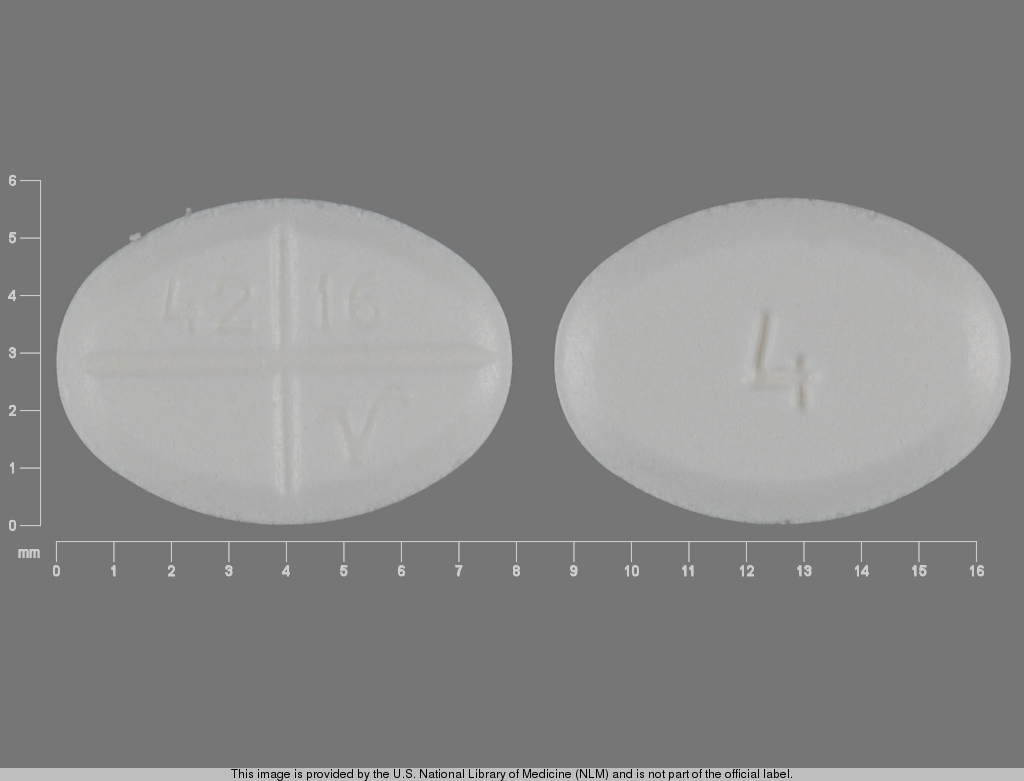 6
5
4
3
2
1
0
mm
0 1 2 3 4 5 6 7 8 9 10 11 12 13 14 15 16
42 16
V
4
This image is provided by the U.S. National Library of Medicine (NLM) and is not part of the official label.